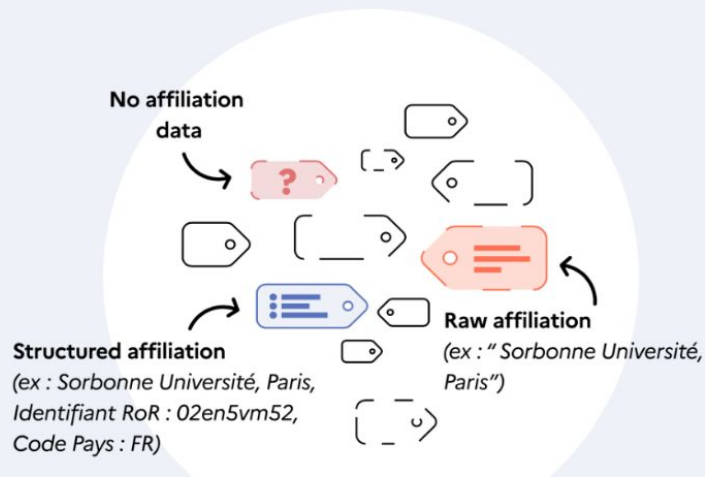 No affiliation
data
?
Structured affiliation
(ex : Sorbonne Université, Paris,
Identifiant RoR : 02en5vm52,
Code Pays : FR)
Raw affiliation
(ex : “ Sorbonne Université,
Paris”)